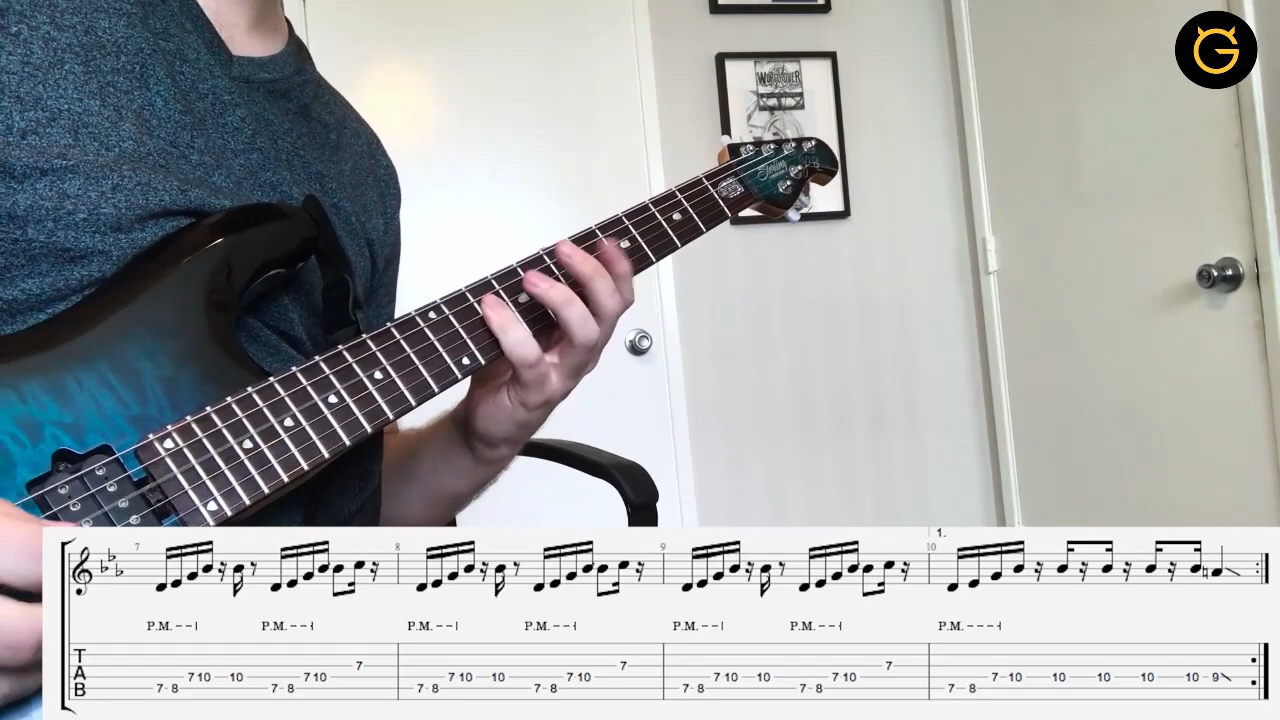 G
WORLDOVER
Sterling
7 8 9 10 1.
P.M. P.M. P.M. P.M. P.M. P.M. P.M.
T
A
B
7 7 7
7 10 10 7 10 7 10 10 7 10 7 10 10 7 10 7 10 10 10 10 10 9
7 8 7 8 7 8 7 8 7 8 7 8 7 8